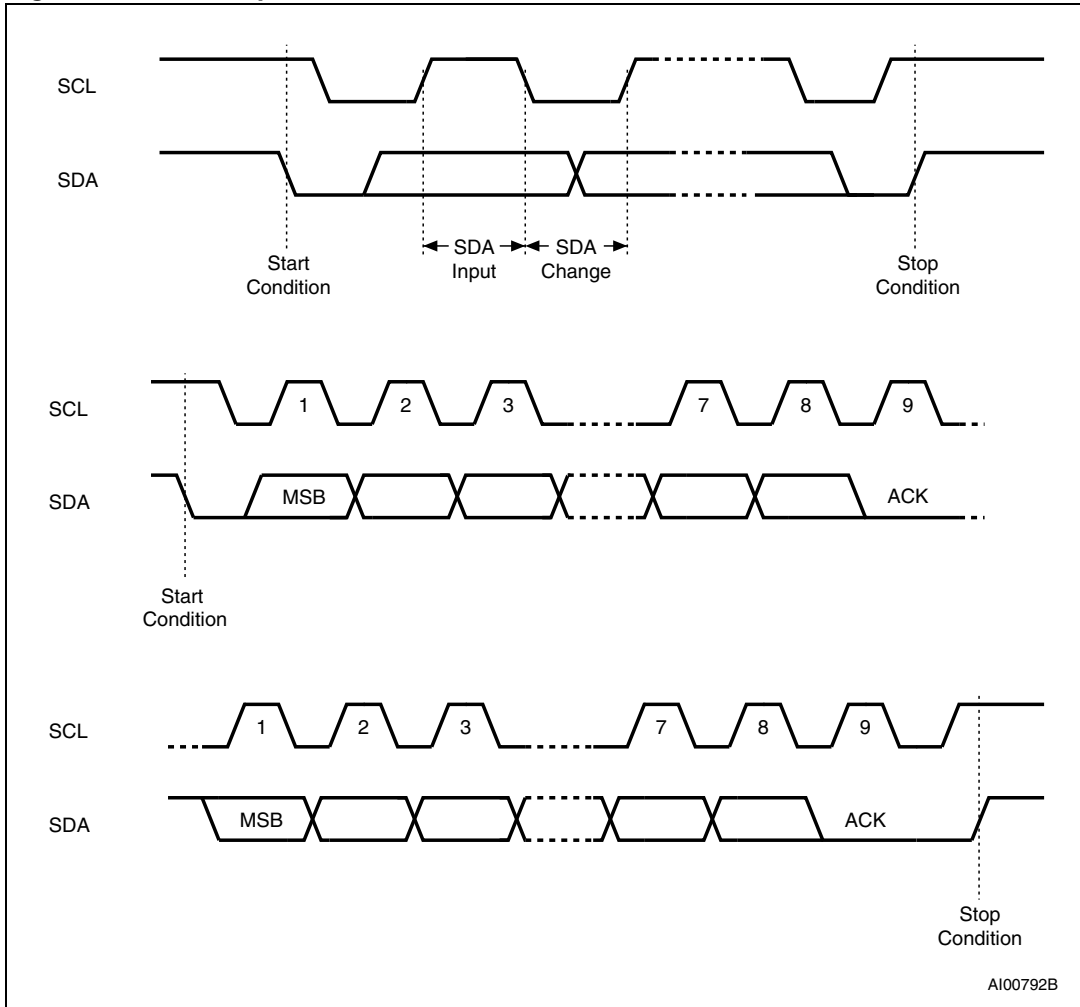 SCL
SDA
SDA
Input
SDA
Change
Start
Condition
Stop
Condition
SCL
1
2
3
7
8
9
SDA
MSB
ACK
Start
Condition
SCL
1
2
3
7
8
9
SDA
MSB
ACK
Stop
Condition
AI00792B